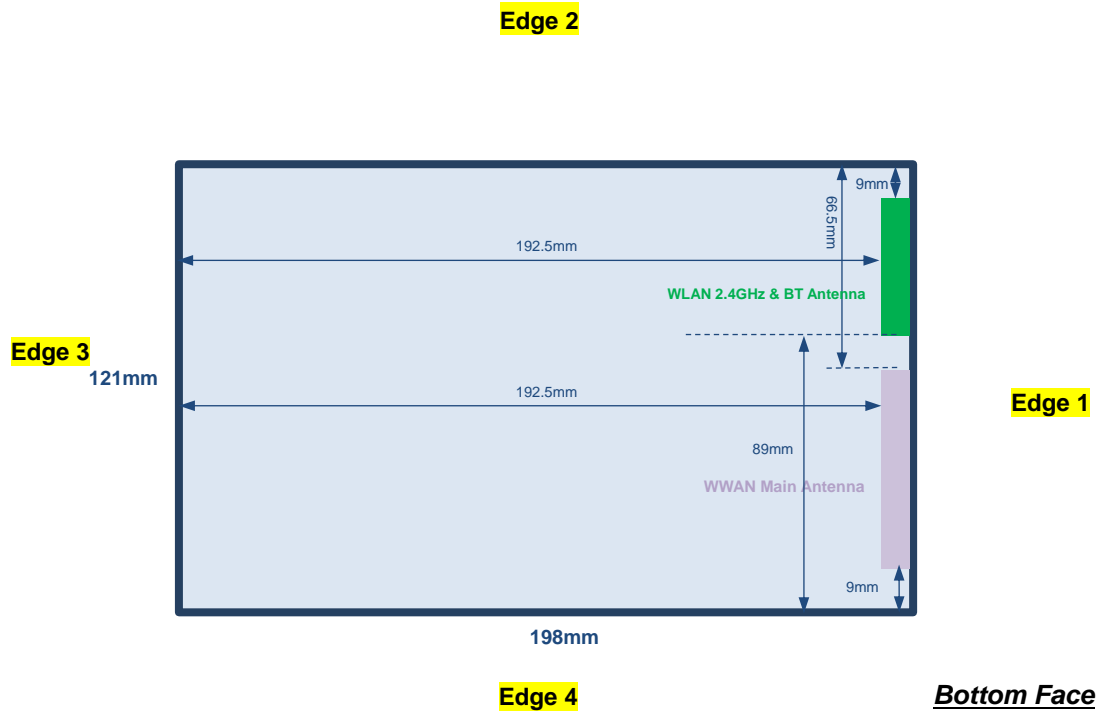 Edge 2
9mm
66.5mm
192.5mm
WLAN 2.4GHz & BT Antenna
Edge 3
121mm
192.5mm
Edge 1
89mm
WWAN Main Antenna
9mm
198mm
Edge 4
Bottom Face